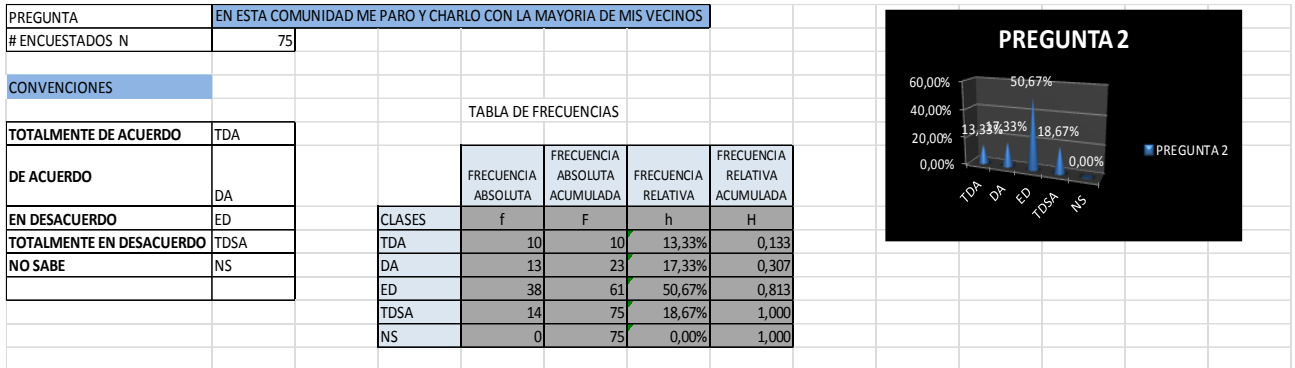 PREGUNTA EN ESTA COMUNIDAD ME PARO Y CHARLO CON LA MAYORIA DE MIS VECINOS
# ENCUESTADOS N 75
CONVENCIONES
TOTALMENTE DE ACUERDO TDA
DE ACUERDO DA
EN DESACUERDO ED
TOTALMENTE EN DESACUERDO TDSA
NO SABE NS
TABLA DE FRECUENCIAS
FRECUENCIA ABSOLUTA
FRECUENCIA ABSOLUTA ACUMULADA
FRECUENCIA RELATIVA
FRECUENCIA RELATIVA ACUMULADA
CLASES f F h H
TDA 10 10 13,33% 0,133
DA 13 23 17,33% 0,307
ED 38 61 50,67% 0,813
TDSA 14 75 18,67% 1,000
NS 0 75 0,00% 1,000
PREGUNTA 2
60,00%
40,00%
20,00%
0,00%
13,33% 17,33% 50,67% 18,67% 0,00%
TDA DA ED TDSA NS
PREGUNTA 2